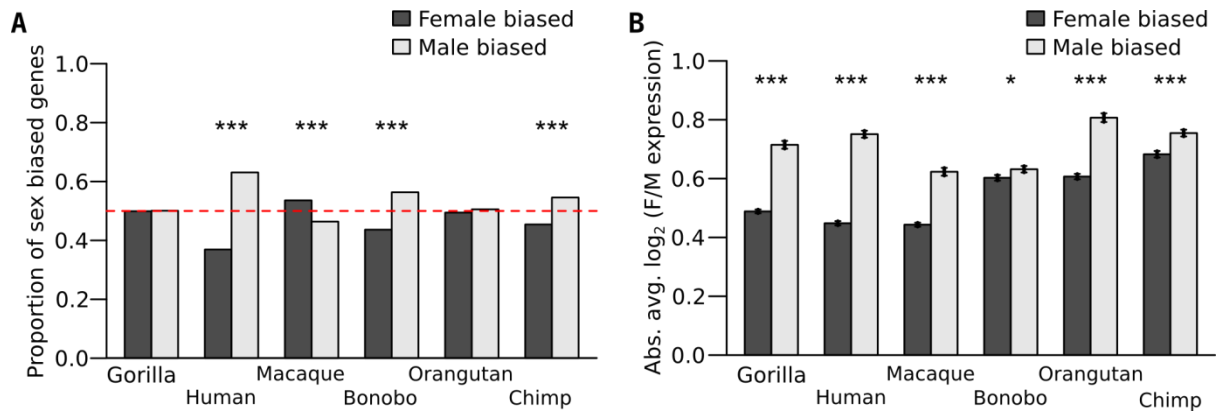 A
Female biased
Male biased
Proportion of sex biased genes
1.0
0.8
0.6
0.4
0.2
0.0
*** *** *** ***
Gorilla Macaque Orangutan
Human Bonobo Chimp
B
Female biased
Male biased
Abs. avg. log₂ (F/M expression)
1.0
0.8
0.6
0.4
0.2
0.0
*** *** *** * *** ***
Gorilla Macaque Orangutan
Human Bonobo Chimp